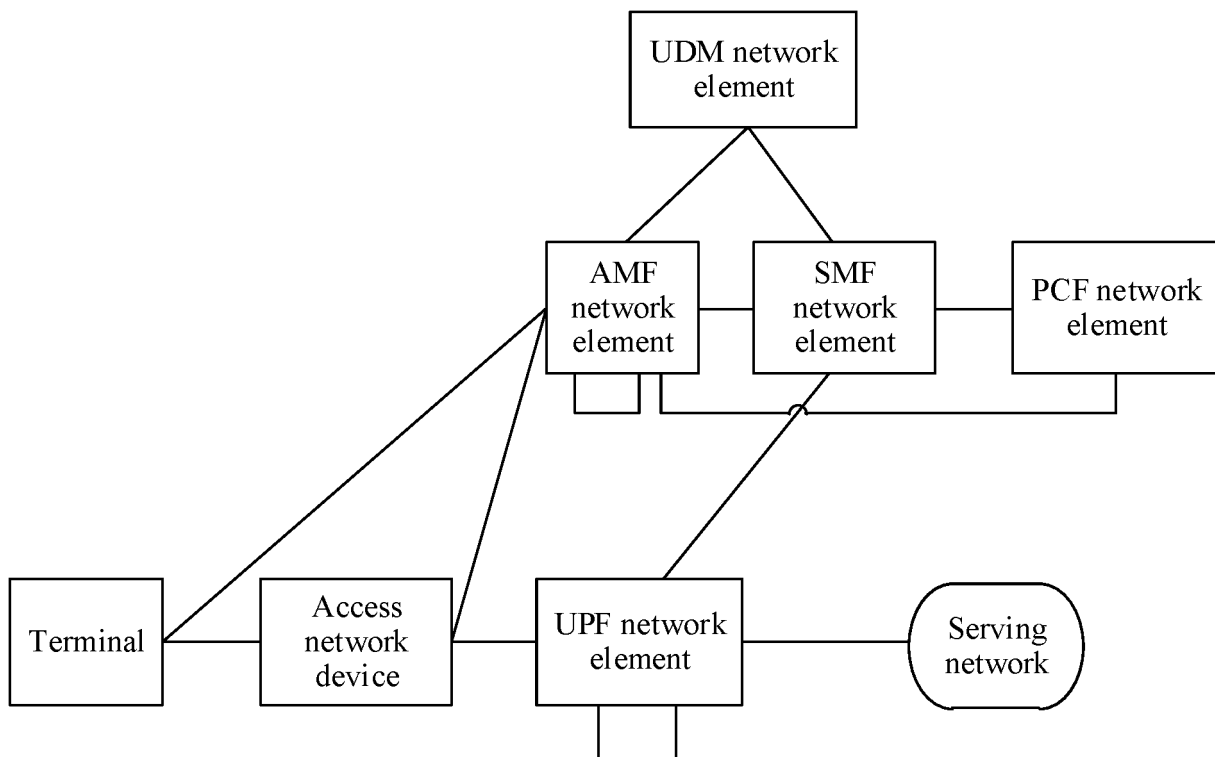 UDM network
element
AMF
network
element
SMF
network
element
PCF network
element
Terminal
Access
network
device
UPF network
element
Serving
network